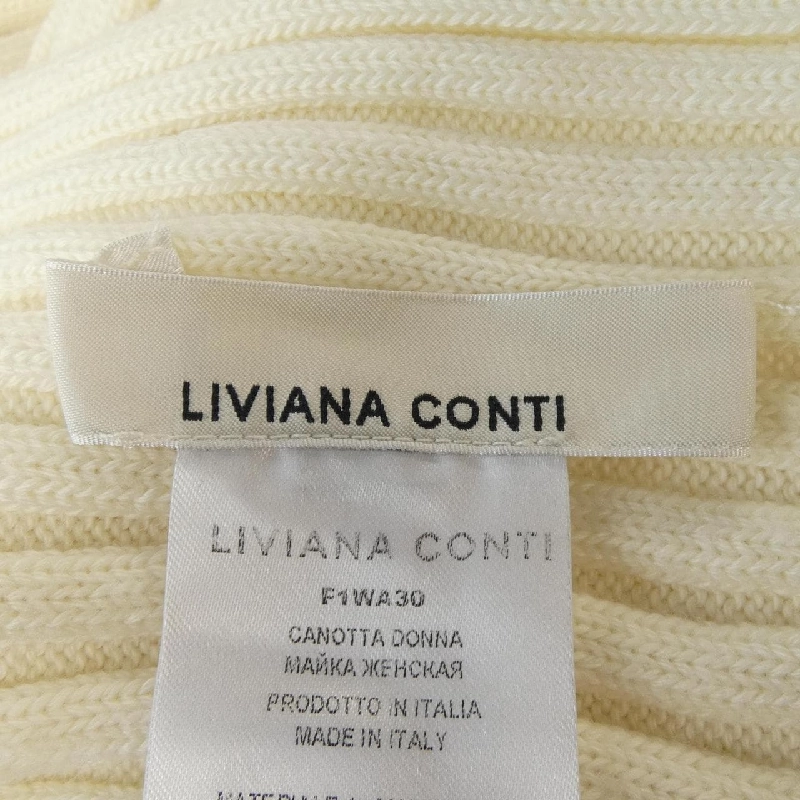 LIVIANA CONTI
LIVIANA CONTI
F1WA30
CANOTTA DONNA
МАЙКА ЖЕНСКАЯ
PRODOTTO IN ITALIA
MADE IN ITALY